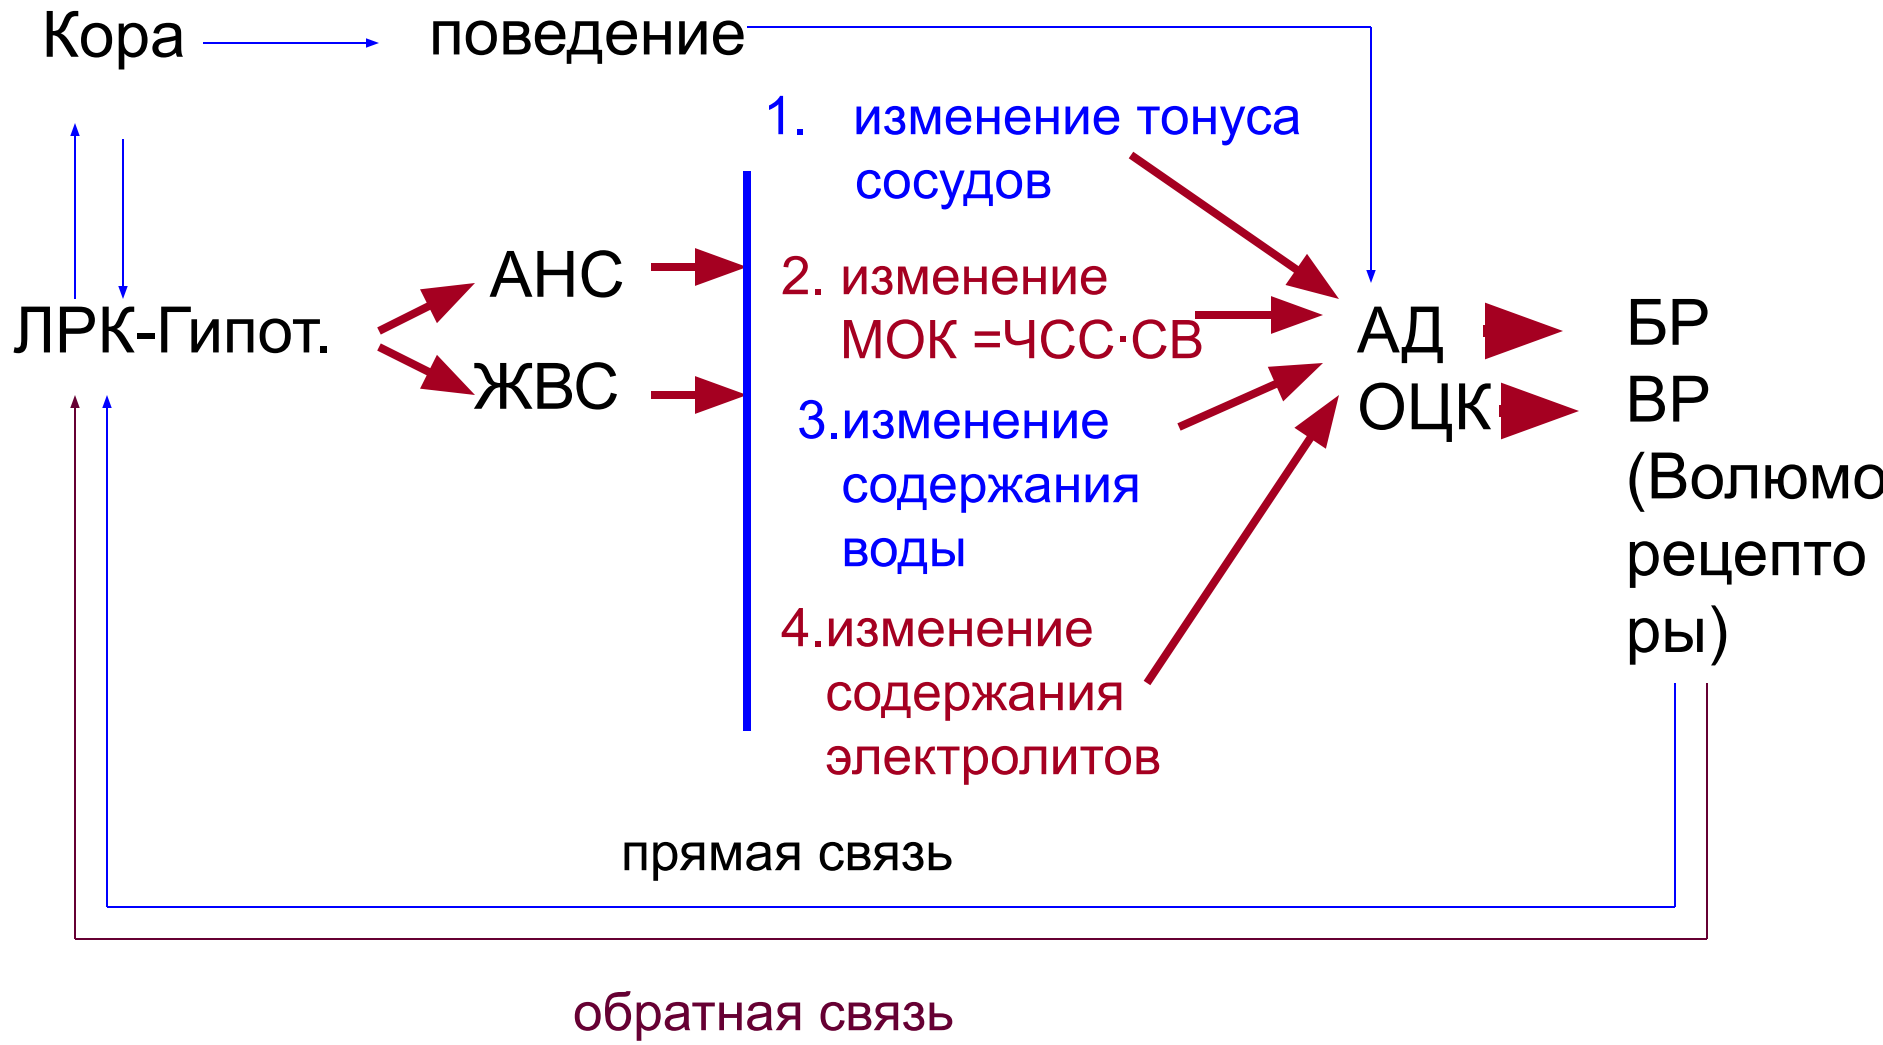 Кора
поведение
1. изменение тонуса
сосудов
АНС
2. изменение
МОК =ЧСС·СВ
ЛРК-Гипот.
ЖВС
3.изменение
содержания
воды
4.изменение
содержания
электролитов
АД
ОЦК
БР
ВР
(Волюмо
рецепто
ры)
прямая связь
обратная связь